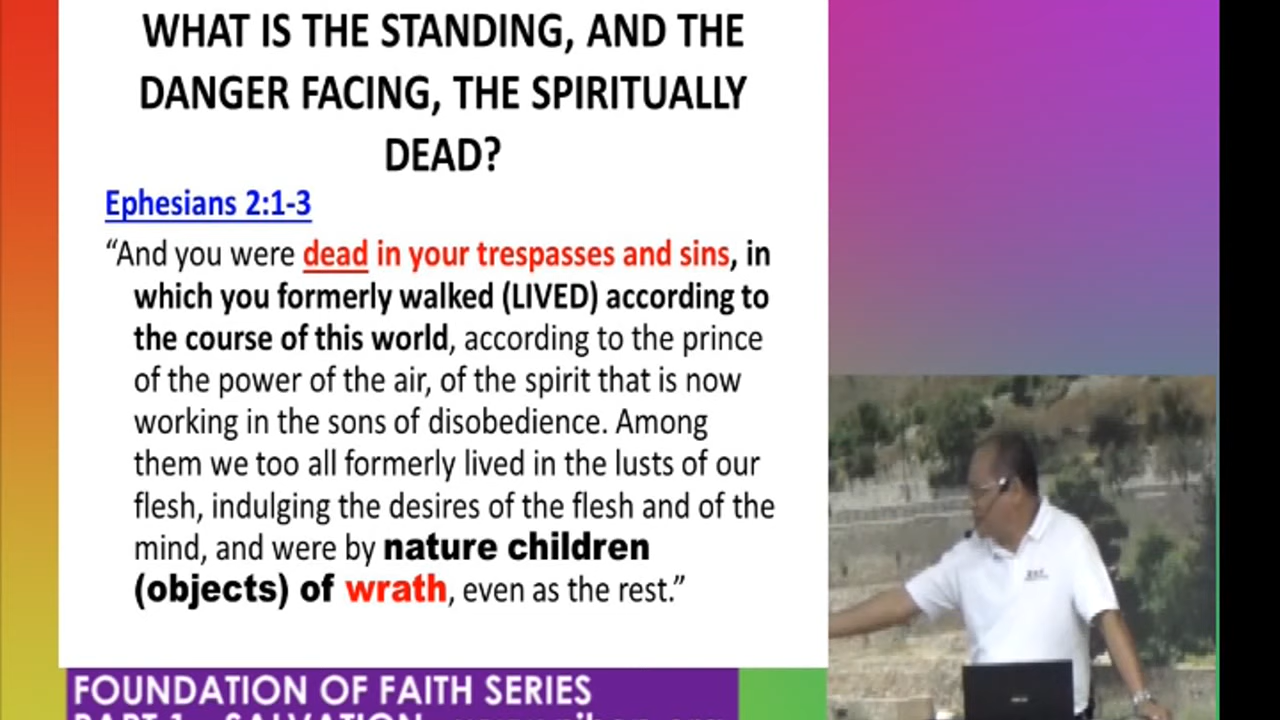 WHAT IS THE STANDING, AND THE
DANGER FACING, THE SPIRITUALLY
DEAD?
Ephesians 2:1-3
“And you were dead in your trespasses and sins, in
which you formerly walked (LIVED) according to
the course of this world, according to the prince
of the power of the air, of the spirit that is now
working in the sons of disobedience. Among
them we too all formerly lived in the lusts of our
flesh, indulging the desires of the flesh and of the
mind, and were by nature children
(objects) of wrath, even as the rest.”
FOUNDATION OF FAITH SERIES
PART 1 SALVATION